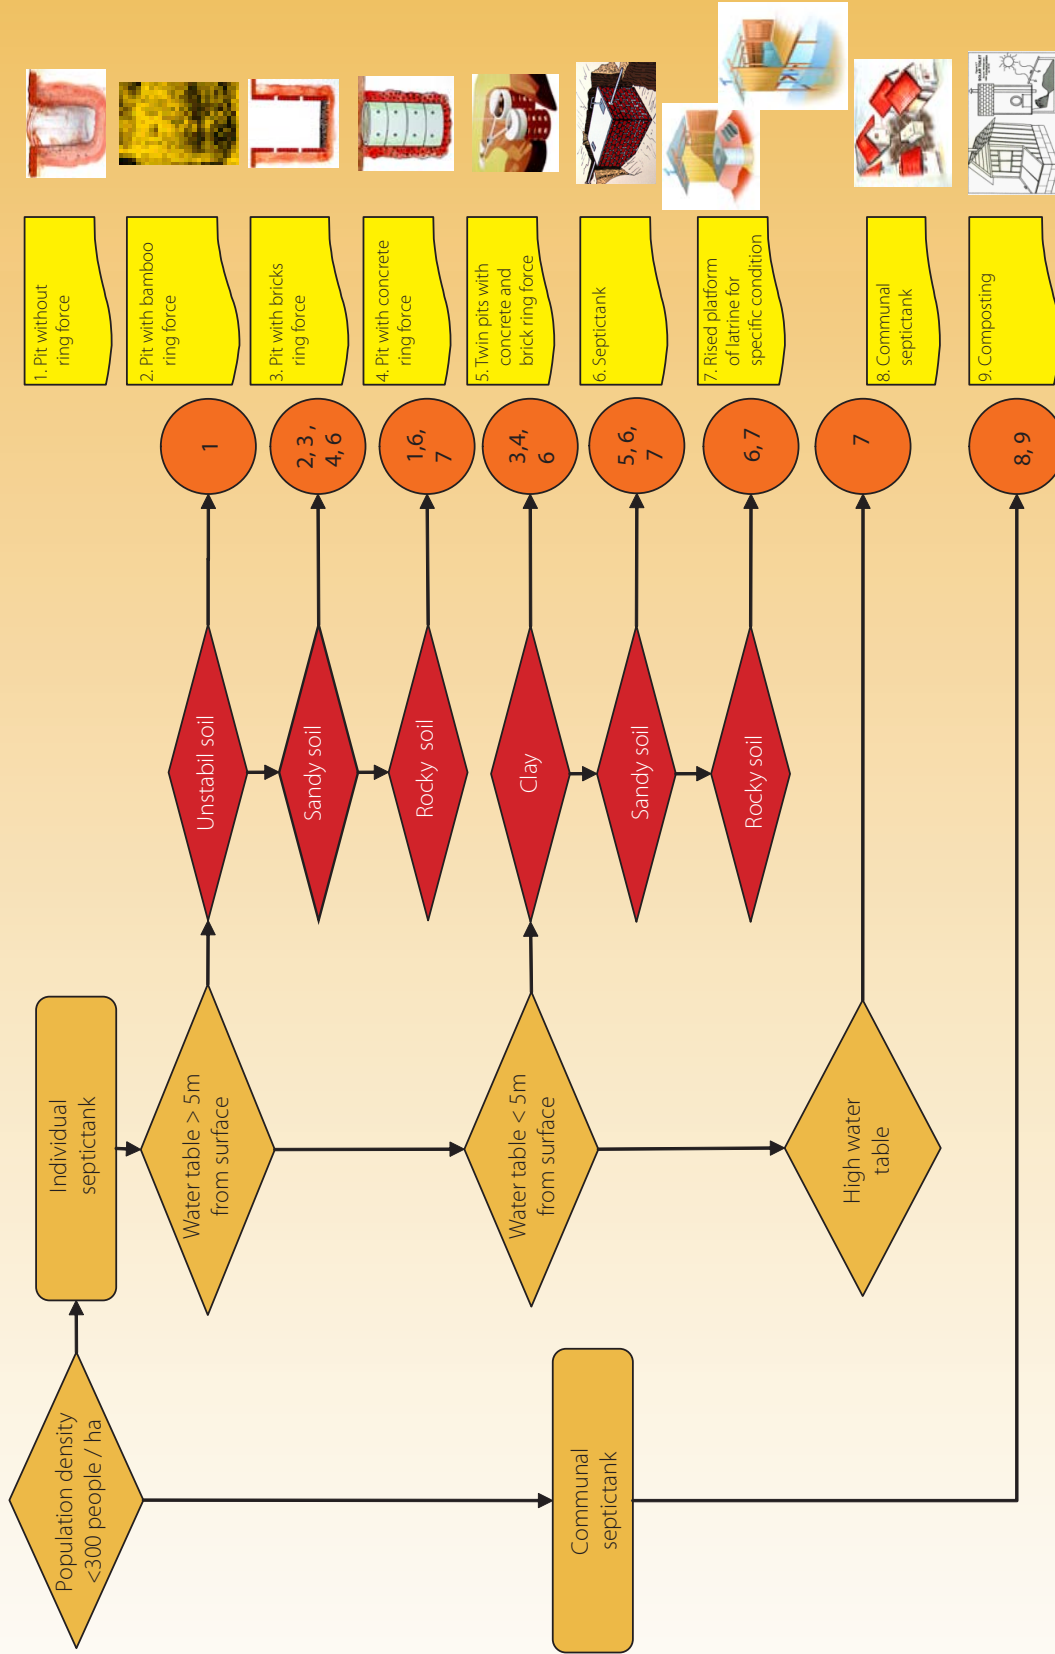 Population density
<300 people / ha
Individual
septictank
Communal
septictank
Water table > 5m
from surface
Water table < 5m
from surface
High water
table
Unstabil soil
Sandy soil
Rocky soil
Clay
Sandy soil
Rocky soil
1
2, 3 ,
4, 6
1,6,
7
3,4,
6
5, 6,
7
6, 7
7
8, 9
1. Pit without
ring force
2. Pit with bamboo
ring force
3. Pit with bricks
ring force
4. Pit with concrete
ring force
5. Twin pits with
concrete and
brick ring force
6. Septictank
7. Rised platform
of latrine for
specific condition
8. Communal
septictank
9. Composting